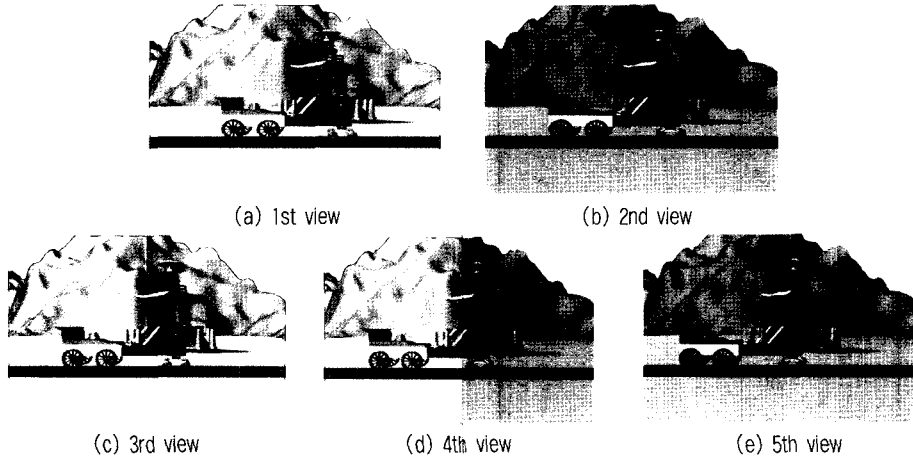 (a) 1st view
(b) 2nd view
(c) 3rd view
(d) 4th view
(e) 5th view